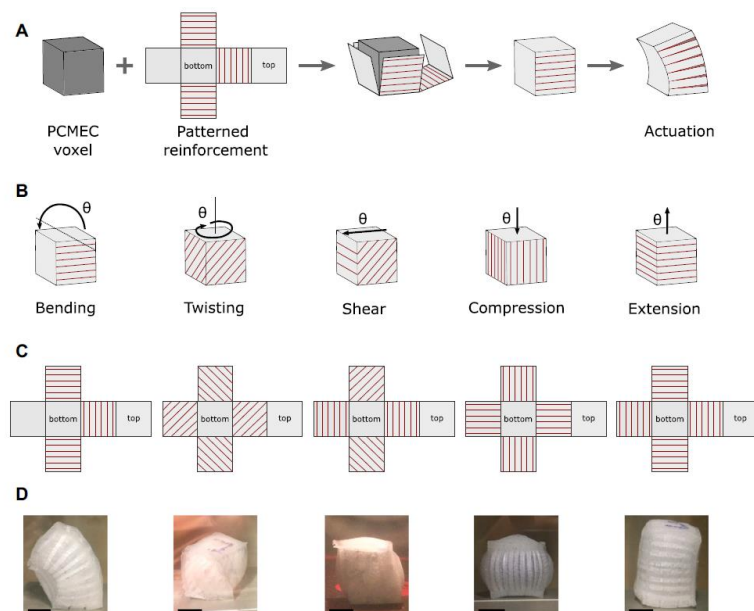 A
bottom
top
PCMEC
voxel
Patterned
reinforcement
Actuation
B
θ
θ
θ
θ
θ
Bending
Twisting
Shear
Compression
Extension
C
bottom
top
bottom
top
bottom
top
bottom
top
bottom
top
D